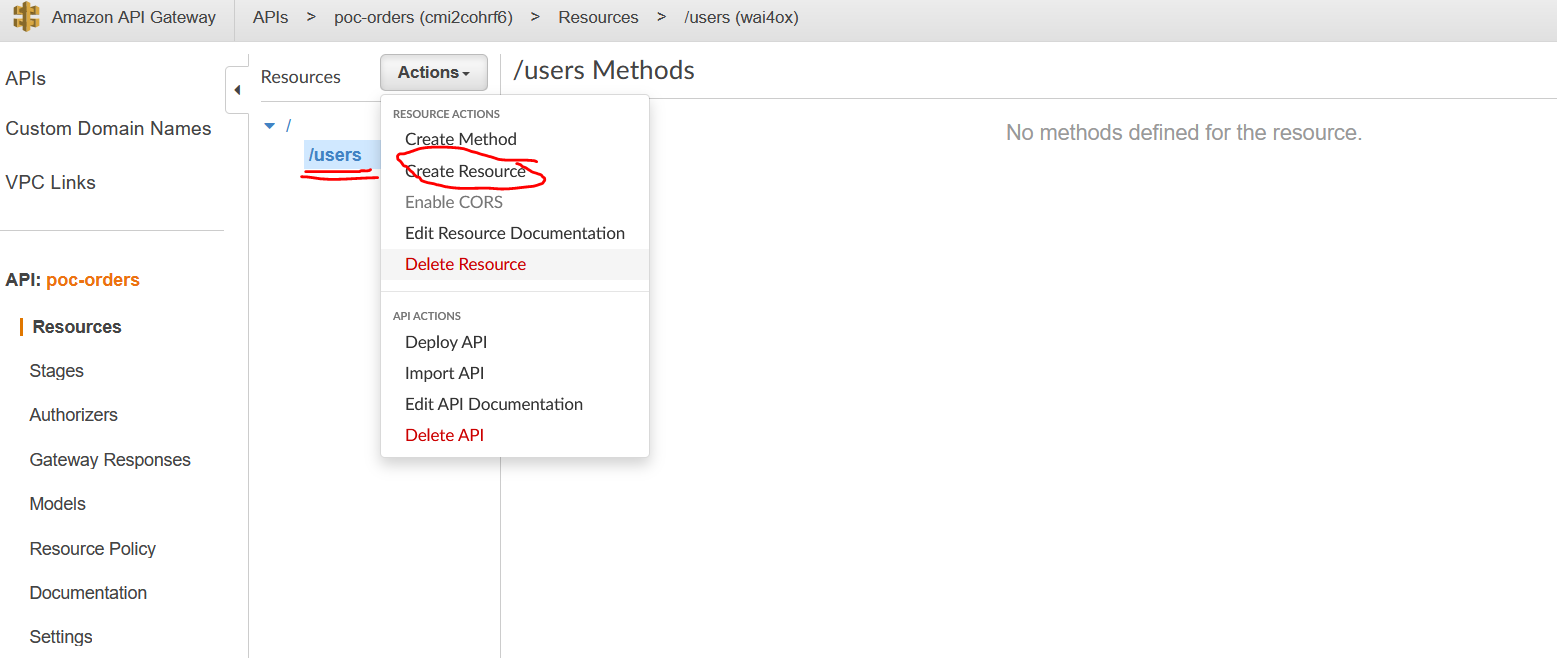 Amazon API Gateway
APIs > poc-orders (cmi2cohrf6) > Resources > /users (wai4ox)
APIs
Custom Domain Names
VPC Links
API: poc-orders
Resources
Stages
Authorizers
Gateway Responses
Models
Resource Policy
Documentation
Settings
Resources
Actions
/
/users
RESOURCE ACTIONS
Create Method
Create Resource
Enable CORS
Edit Resource Documentation
Delete Resource
API ACTIONS
Deploy API
Import API
Edit API Documentation
Delete API
/users Methods
No methods defined for the resource.